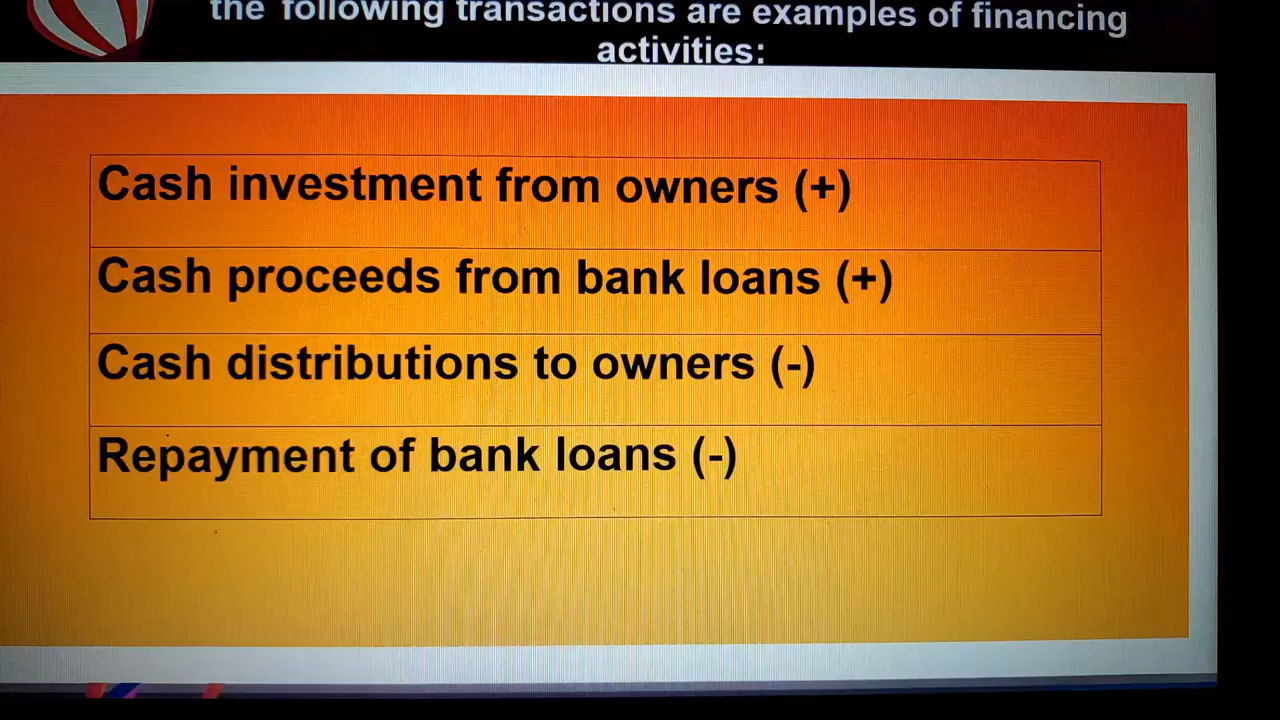 the following transactions are examples of financing
activities:
Cash investment from owners (+)
Cash proceeds from bank loans (+)
Cash distributions to owners (-)
Repayment of bank loans (-)